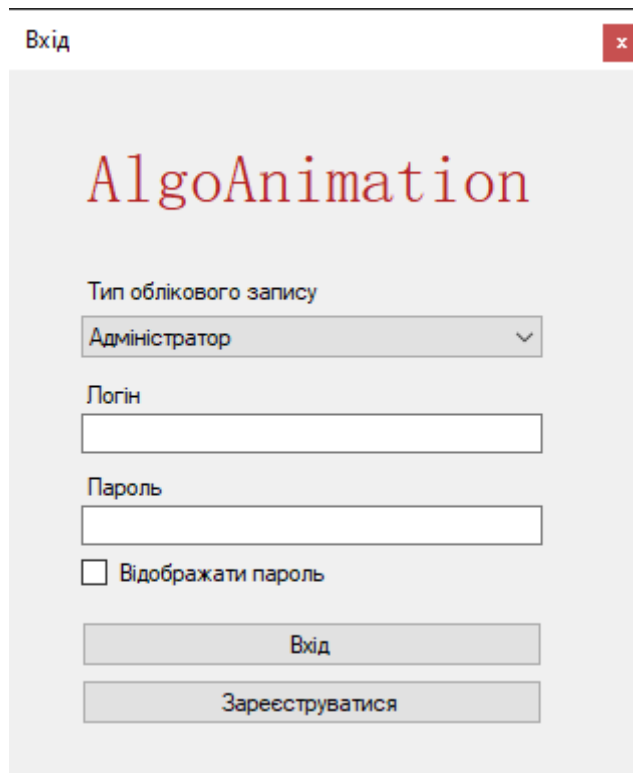 Вхід
x
AlgoAnimation
Тип облікового запису
Адміністратор
Логін
Пароль
Відображати пароль
Вхід
Зареєструватися